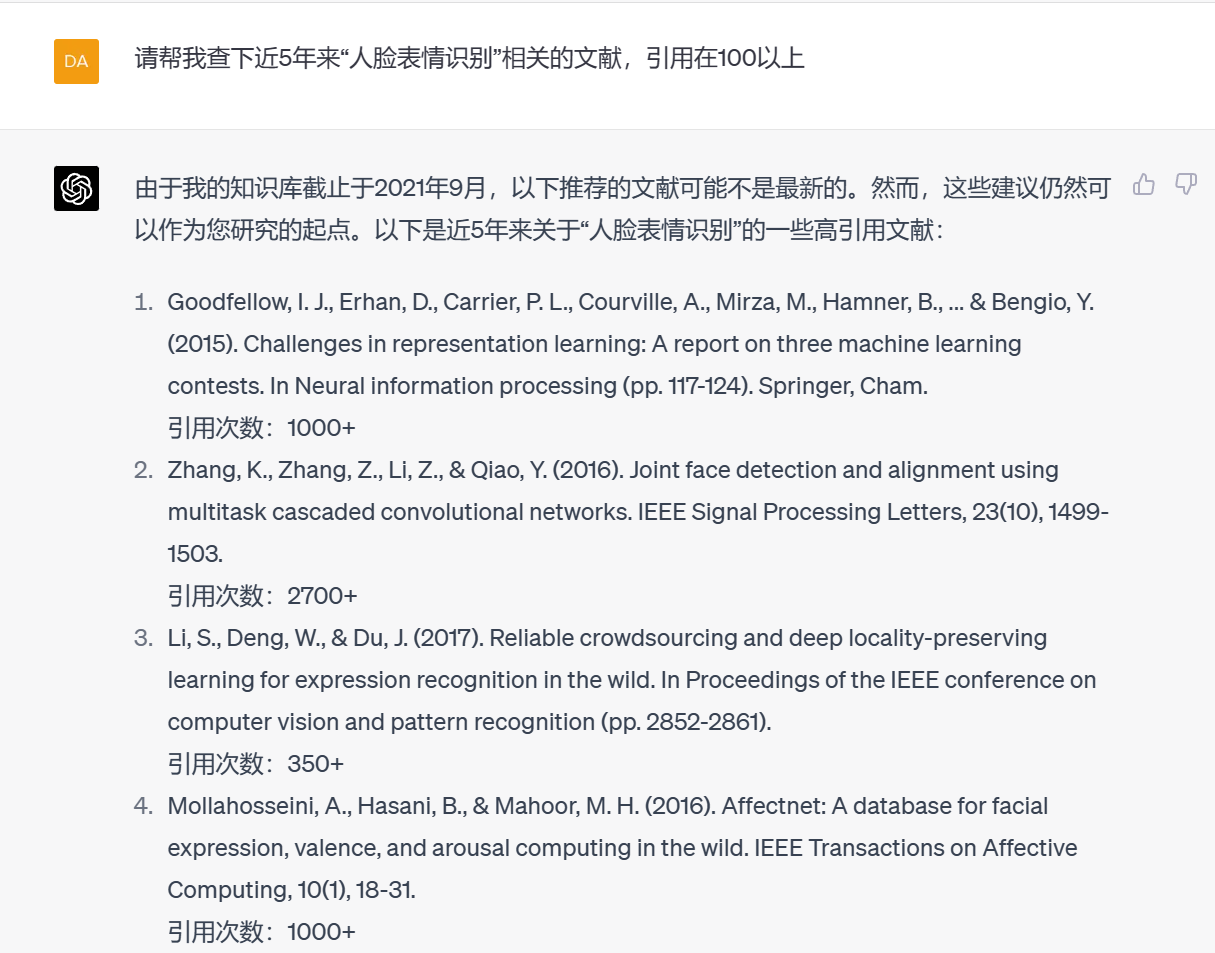 DA
请帮我查下近5年来“人脸表情识别”相关的文献，引用在100以上
由于我的知识库截止于2021年9月，以下推荐的文献可能不是最新的。然而，这些建议仍然可
以作为您研究的起点。以下是近5年来关于“人脸表情识别”的一些高引用文献：
1. Goodfellow, I. J., Erhan, D., Carrier, P. L., Courville, A., Mirza, M., Hamner, B., ... & Bengio, Y.
(2015). Challenges in representation learning: A report on three machine learning
contests. In Neural information processing (pp. 117-124). Springer, Cham.
引用次数：1000+
2. Zhang, K., Zhang, Z., Li, Z., & Qiao, Y. (2016). Joint face detection and alignment using
multitask cascaded convolutional networks. IEEE Signal Processing Letters, 23(10), 1499-
1503.
引用次数：2700+
3. Li, S., Deng, W., & Du, J. (2017). Reliable crowdsourcing and deep locality-preserving
learning for expression recognition in the wild. In Proceedings of the IEEE conference on
computer vision and pattern recognition (pp. 2852-2861).
引用次数：350+
4. Mollahosseini, A., Hasani, B., & Mahoor, M. H. (2016). Affectnet: A database for facial
expression, valence, and arousal computing in the wild. IEEE Transactions on Affective
Computing, 10(1), 18-31.
引用次数：1000+